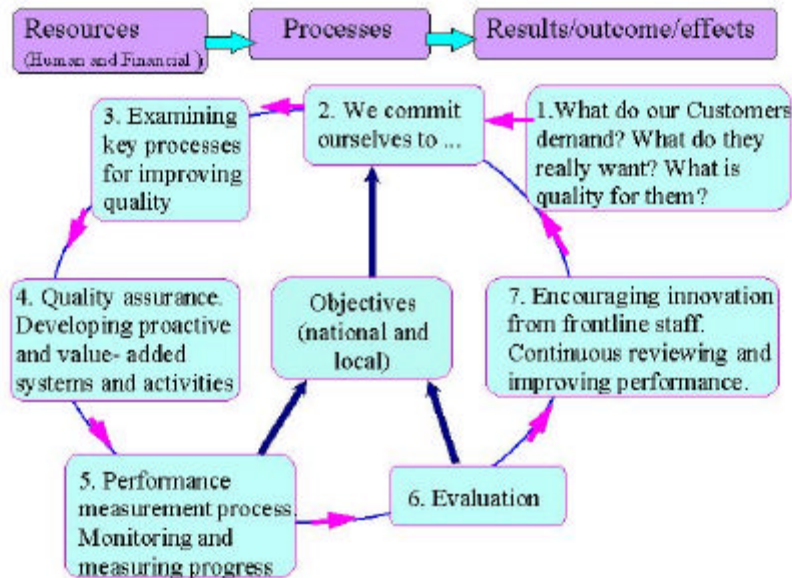 Resources
(Human and Financial )
Processes
Results/outcome/effects
1.What do our Customers
demand? What do they
really want? What is
quality for them?
2. We commit
ourselves to ...
3. Examining
key processes
for improving
quality
4. Quality assurance.
Developing proactive
and value- added
systems and activities
Objectives
(national and
local)
7. Encouraging innovation
from frontline staff.
Continuous reviewing and
improving performance.
5. Performance
measurement process.
Monitoring and
measuring progress
6. Evaluation